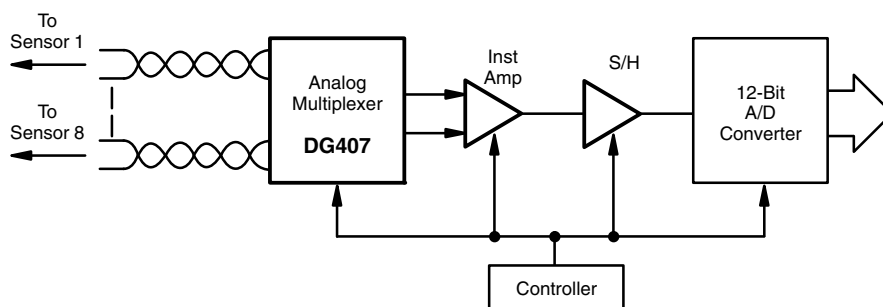 To
Sensor 1
To
Sensor 8
Analog
Multiplexer
DG407
Inst
Amp
S/H
12-Bit
A/D
Converter
Controller